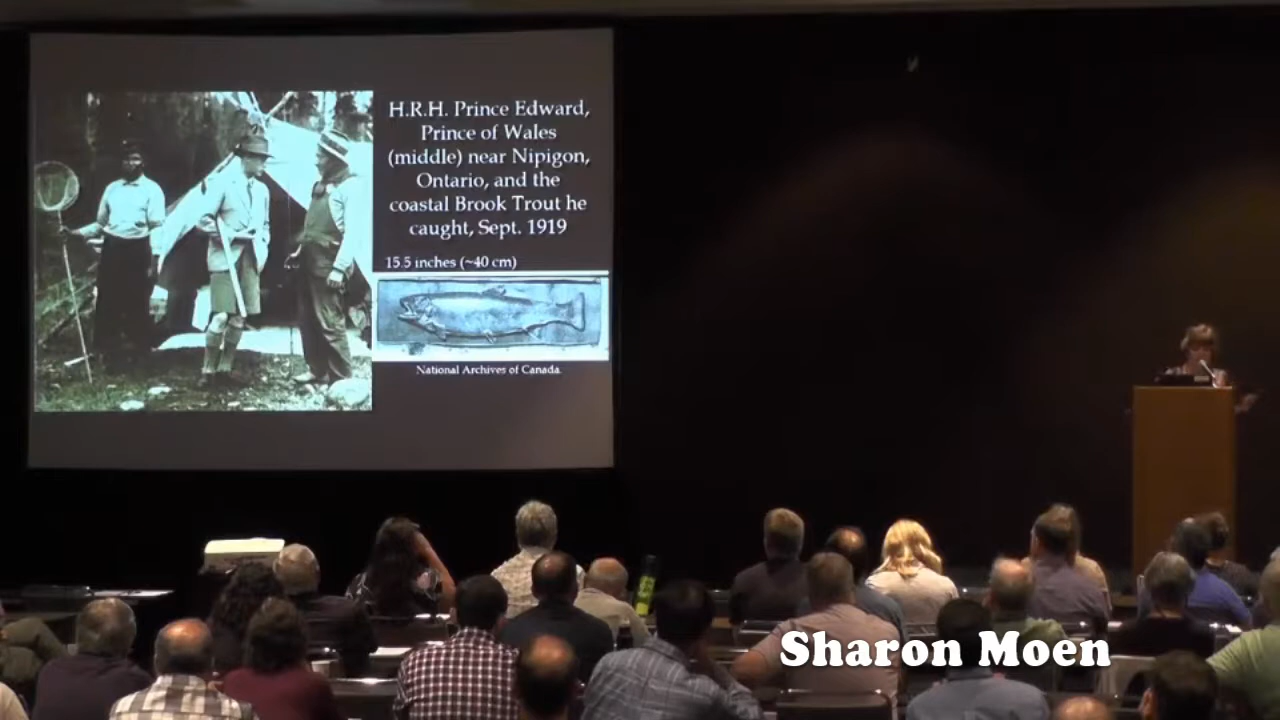 H.R.H. Prince Edward,
Prince of Wales
(middle) near Nipigon,
Ontario, and the
coastal Brook Trout he
caught, Sept. 1919
15.5 inches (~40 cm)
National Archives of Canada.
Sharon Moen